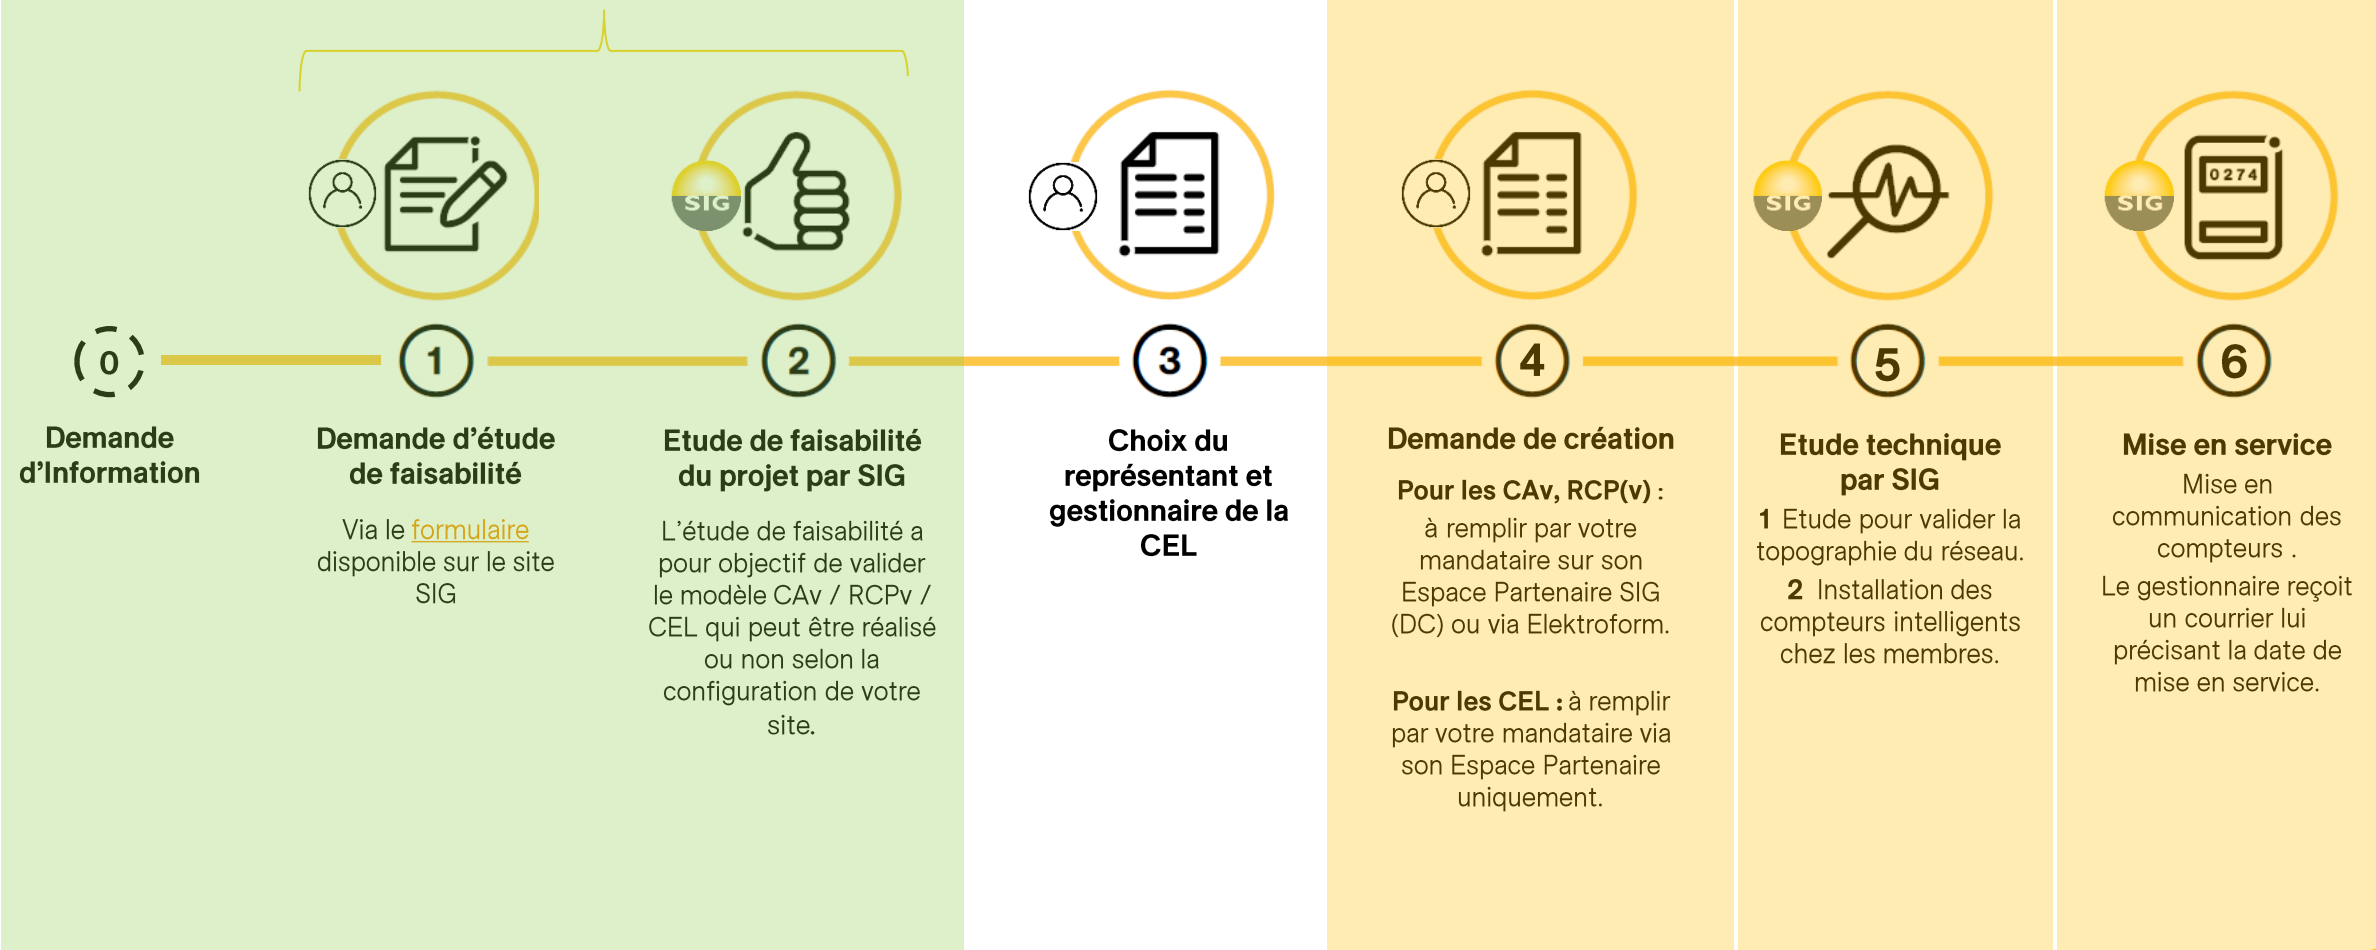 SIG
SIG
SIG
0274
0
1
2
3
4
5
6
Demande
d’Information
Demande d’étude
de faisabilité
Via le formulaire
disponible sur le site
SIG
Etude de faisabilité
du projet par SIG
L’étude de faisabilité a
pour objectif de valider
le modèle CAv / RCPv /
CEL qui peut être réalisé
ou non selon la
configuration de votre
site.
Choix du
représentant et
gestionnaire de la
CEL
Demande de création
Pour les CAv, RCP(v) :
à remplir par votre
mandataire sur son
Espace Partenaire SIG
(DC) ou via Elektroform.
Pour les CEL : à remplir
par votre mandataire via
son Espace Partenaire
uniquement.
Etude technique
par SIG
1 Etude pour valider la
topographie du réseau.
2 Installation des
compteurs intelligents
chez les membres.
Mise en service
Mise en
communication des
compteurs .
Le gestionnaire reçoit
un courrier lui
précisant la date de
mise en service.